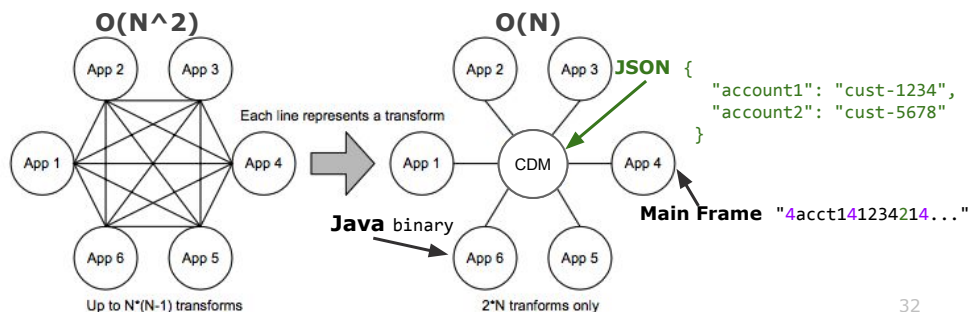 O(N^2)
App 2
App 3
App 1
App 4
App 6
App 5
Up to N*(N-1) transforms
Each line represents a transform
O(N)
App 2
App 3
App 1
CDM
App 4
App 6
App 5
2*N tranforms only
JSON {
"account1": "cust-1234",
"account2": "cust-5678"
}
Main Frame "4acct141234214..."
Java binary
32